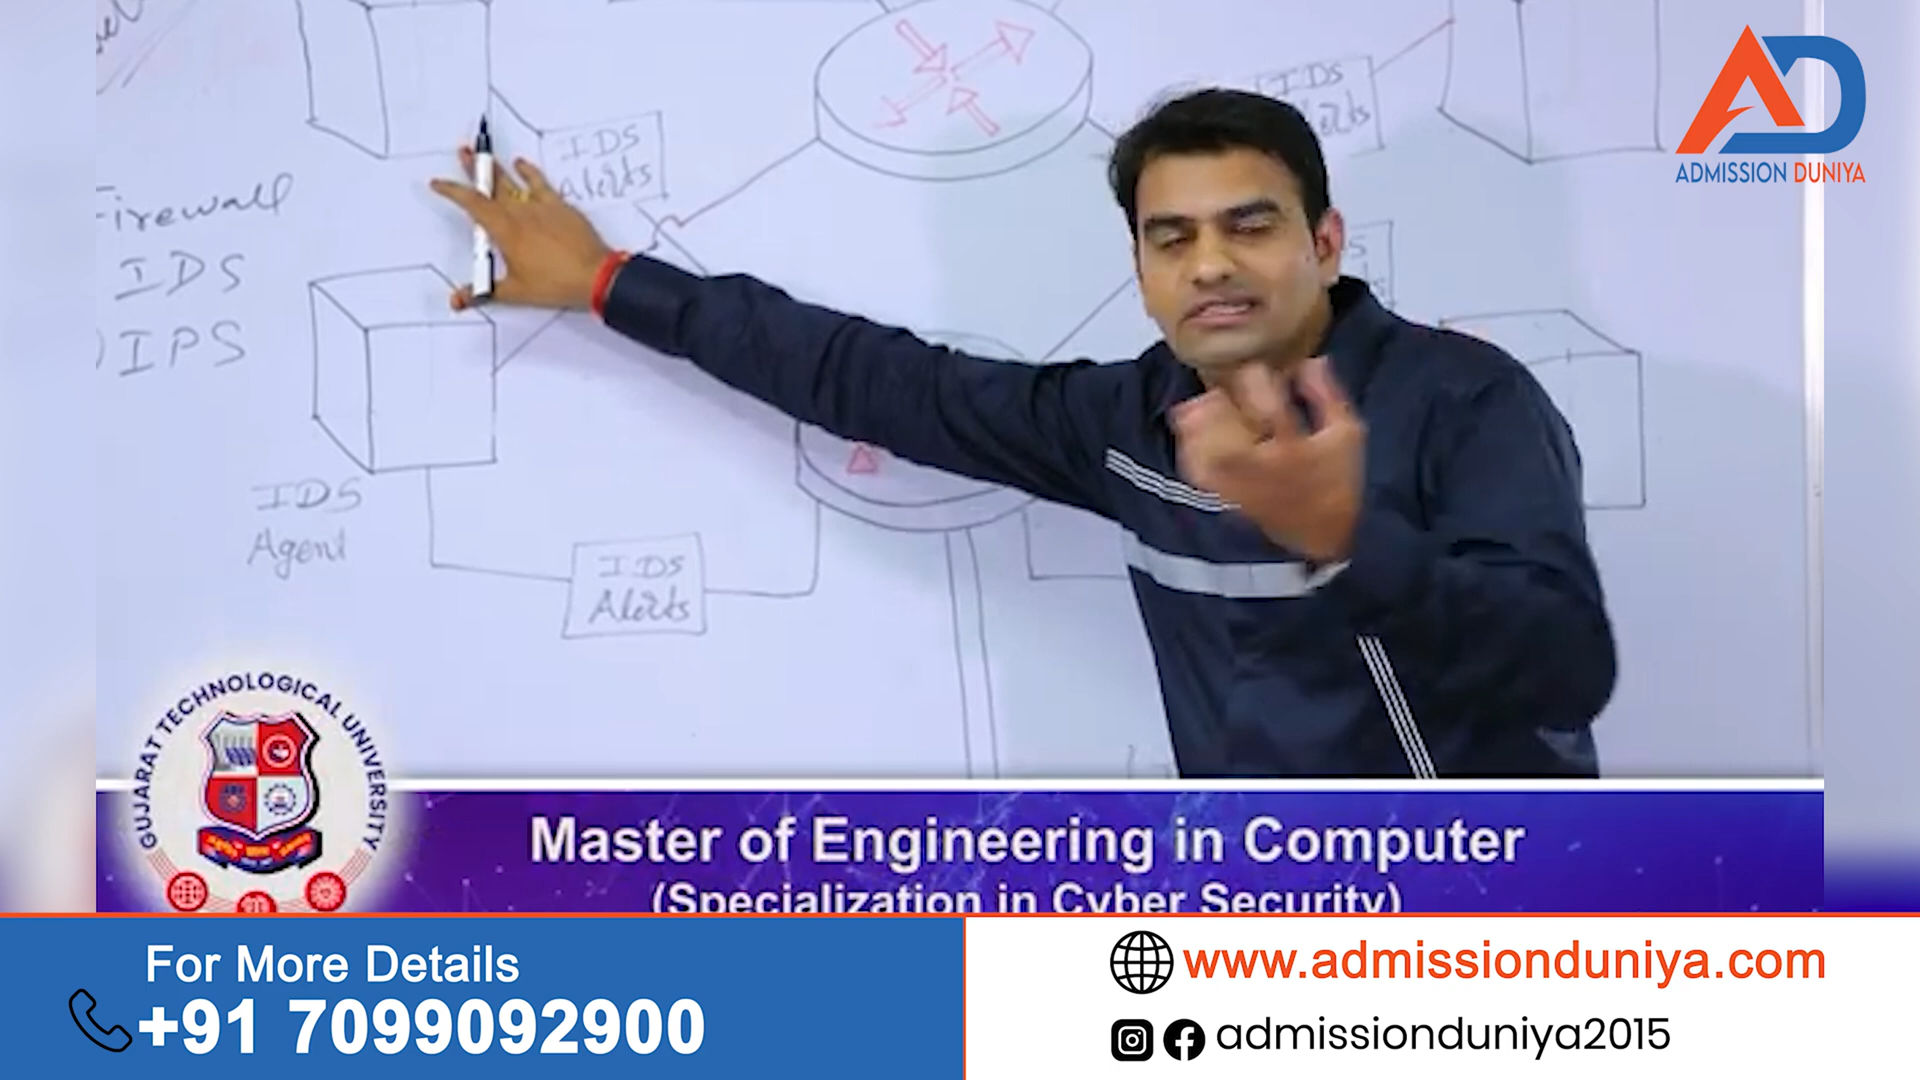 IDS
Alerts
IDS
Firewall
IDS
IPS
IDS
Agent
IDS
Alerts
ADMISSION DUNIYA
GUJARAT TECHNOLOGICAL UNIVERSITY
Master of Engineering in Computer
(Specialization in Cyber Security)
For More Details
+91 7099092900
www.admissionduniya.com
admissionduniya2015